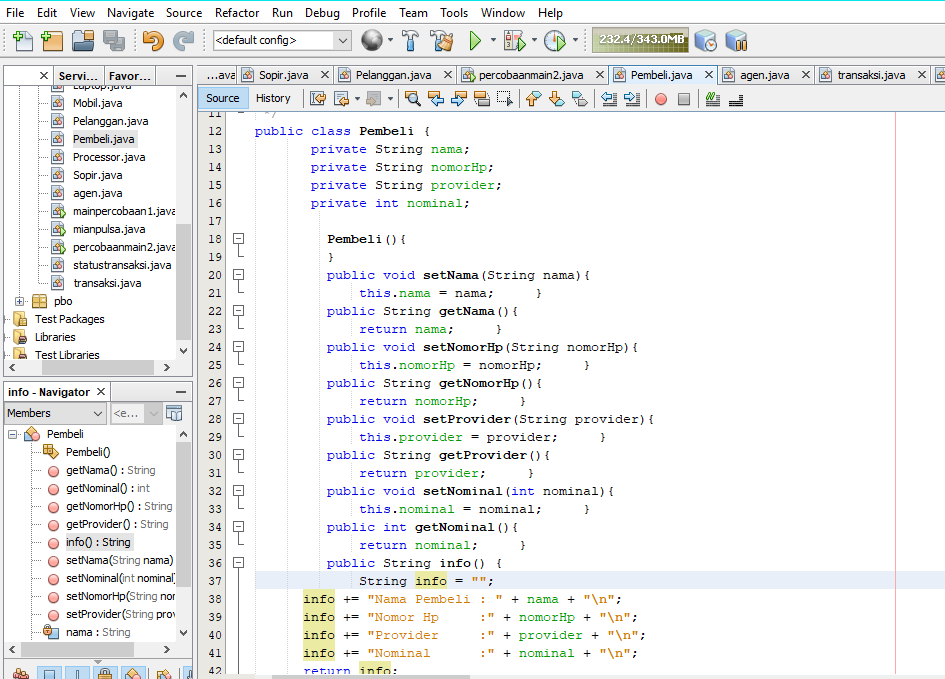 File Edit View Navigate Source Refactor Run Debug Profile Team Tools Window Help
<default config>
232.4/343.0MB
Servi... Favor...
Laptop.java
Mobil.java
Pelanggan.java
Pembeli.java
Processor.java
Sopir.java
agen.java
mainpercobaan1.java
mianpulsa.java
percobaanmain2.java
statustransaksi.java
transaksi.java
pbo
Test Packages
Libraries
Test Libraries
info - Navigator
Members
<e...
Pembeli
Pembeli()
getNama() : String
getNominal() : int
getNomorHp() : String
getProvider() : String
info() : String
setNama(String nama)
setNominal(int nominal
setNomorHp(String nor
setProvider(String prov
nama : String
...ava Sopir.java Pelanggan.java percobaanmain2.java Pembeli.java agen.java transaksi.java
Source History
11 */
12 public class Pembeli {
13 private String nama;
14 private String nomorHp;
15 private String provider;
16 private int nominal;
17
18 Pembeli(){
19 }
20 public void setNama(String nama){
21 this.nama = nama; }
22 public String getNama(){
23 return nama; }
24 public void setNomorHp(String nomorHp){
25 this.nomorHp = nomorHp; }
26 public String getNomorHp(){
27 return nomorHp; }
28 public void setProvider(String provider){
29 this.provider = provider; }
30 public String getProvider(){
31 return provider; }
32 public void setNominal(int nominal){
33 this.nominal = nominal; }
34 public int getNominal(){
35 return nominal; }
36 public String info() {
37 String info = "";
38 info += "Nama Pembeli : " + nama + "\n";
39 info += "Nomor Hp :" + nomorHp + "\n";
40 info += "Provider :" + provider + "\n";
41 info += "Nominal :" + nominal + "\n";
42 return info;